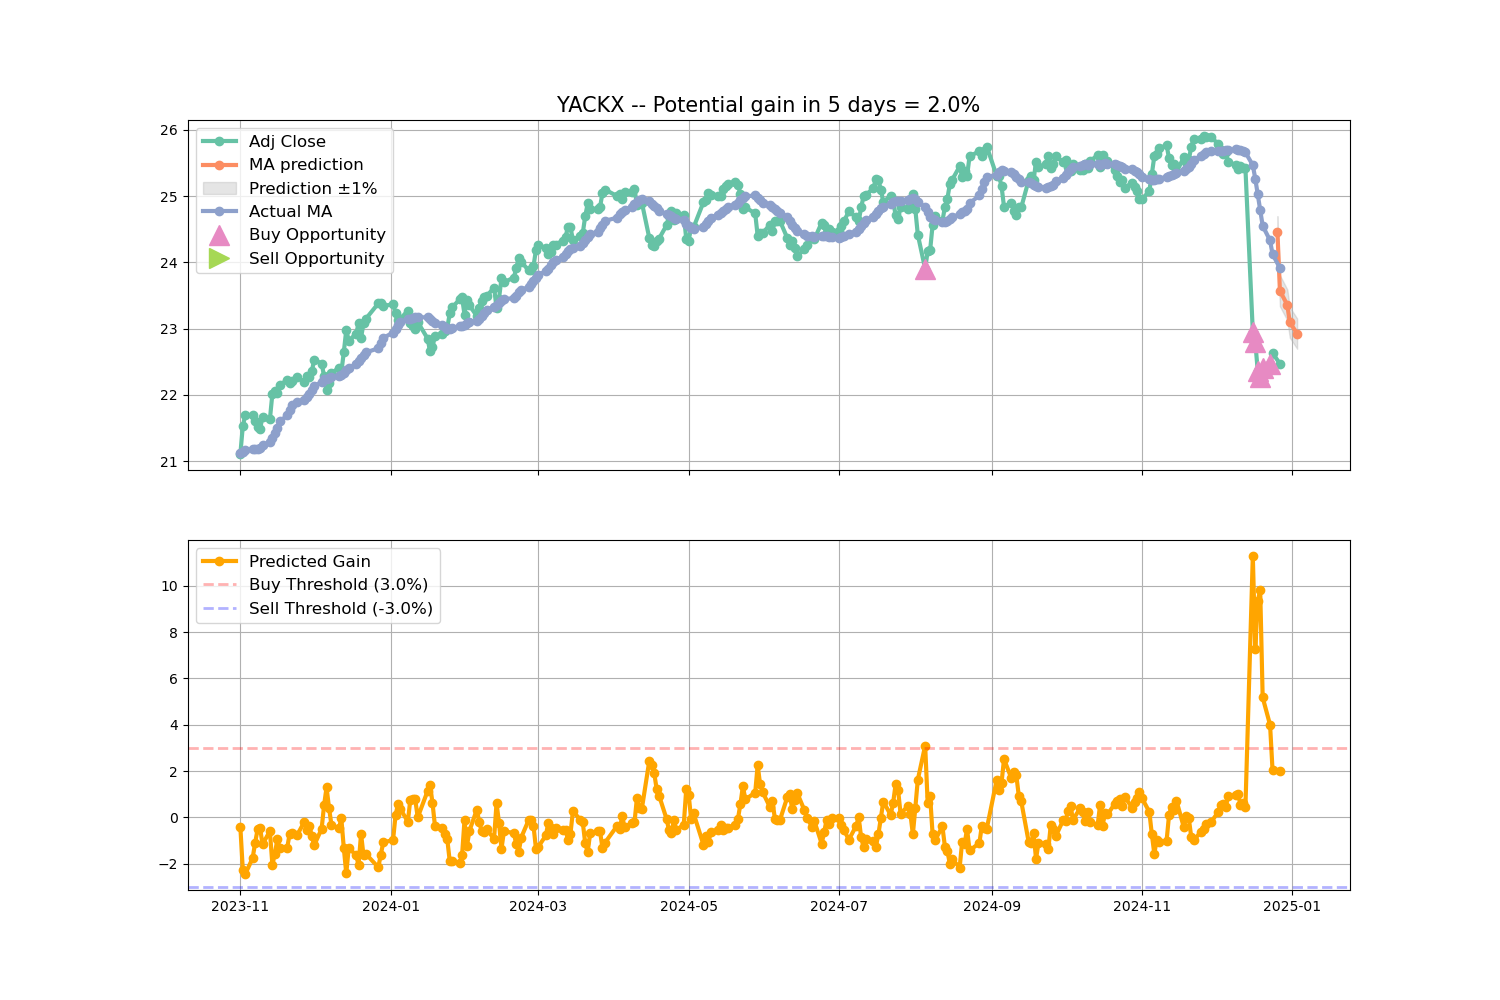 YACKX -- Potential gain in 5 days = 2.0%
26
25
24
23
22
21
Adj Close
MA prediction
Prediction ±1%
Actual MA
Buy Opportunity
Sell Opportunity
10
8
6
4
2
0
−2
Predicted Gain
Buy Threshold (3.0%)
Sell Threshold (-3.0%)
2023-11
2024-01
2024-03
2024-05
2024-07
2024-09
2024-11
2025-01